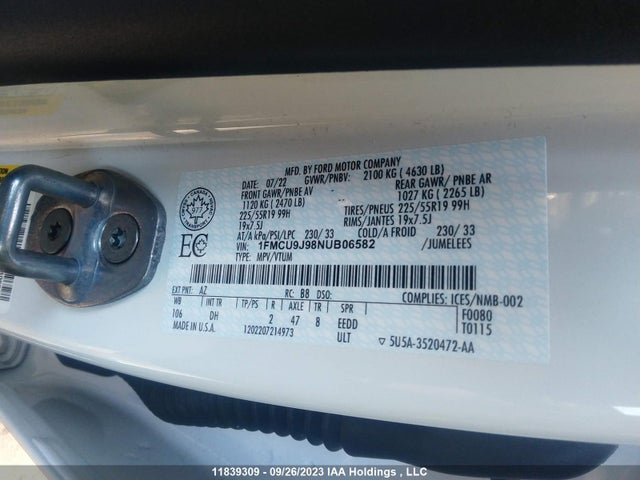 MFD. BY FORD MOTOR COMPANY
DATE: 07/22 GVWR/PNBV: 2100 KG ( 4630 LB)
FRONT GAWR/PNBE AV REAR GAWR/ PNBE AR
1120 KG ( 2470 LB) 1027 KG ( 2265 LB)
225/55R19 99H TIRES/PNEUS 225/55R19 99H
19x7.5J RIMS/JANTES 19x7.5J
AT/A kPa/PSI/LPC 230/ 33 COLD/A FROID 230/ 33
VIN: 1FMCU9J98NUB06582 /JUMELEES
TYPE: MPV/VTUM
EC
EXT PNT: AZ RC: 88 DSO: COMPLIES: ICES/NMB-002
WB INT TR TP/PS R AXLE TR SPR F0080
106 DH 2 47 8 EEDD T0115
MADE IN U.S.A. 1202207214973 ULT ▽ 5U5A-3520472-AA
11839309 - 09/26/2023 IAA Holdings , LLC